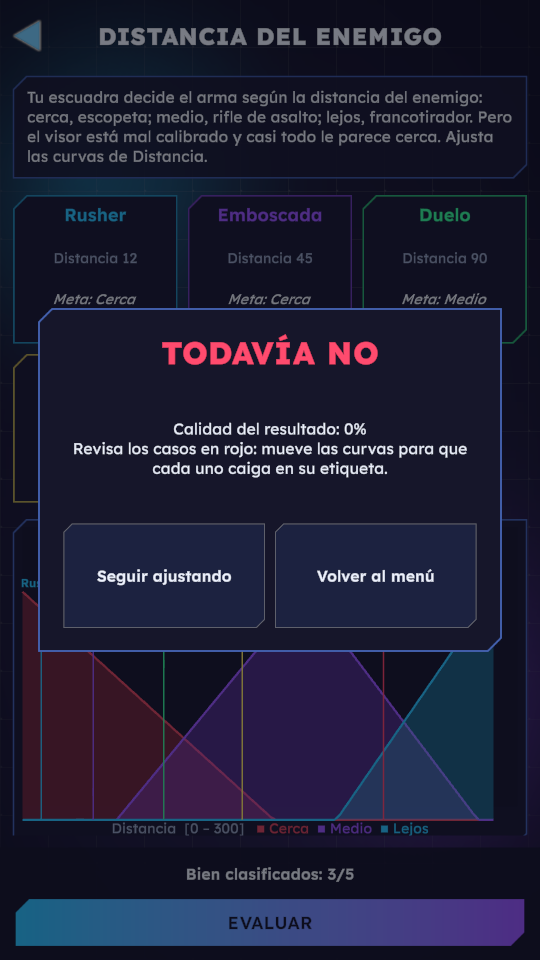 DISTANCIA DEL ENEMIGO
Tu escuadra decide el arma según la distancia del enemigo:
cerca, escopeta; medio, rifle de asalto; lejos, francotirador. Pero
el visor está mal calibrado y casi todo le parece cerca. Ajusta
las curvas de Distancia.
Rusher
Emboscada
Duelo
Distancia 12
Distancia 45
Distancia 90
Meta: Cerca
Meta: Cerca
Meta: Medio
TODAVÍA NO
Calidad del resultado: 0%
Revisa los casos en rojo: mueve las curvas para que
cada uno caiga en su etiqueta.
Seguir ajustando
Volver al menú
Distancia [0 - 300]
Cerca
Medio
Lejos
Bien clasificados: 3/5
EVALUAR